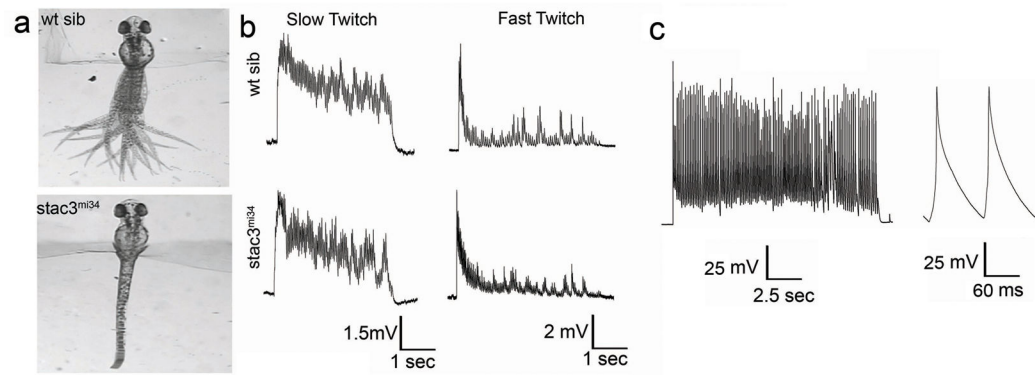 a
wt sib
stac3mi34
b
Slow Twitch
Fast Twitch
wt sib
stac3mi34
1.5mV
1 sec
2 mV
1 sec
c
25 mV
2.5 sec
25 mV
60 ms